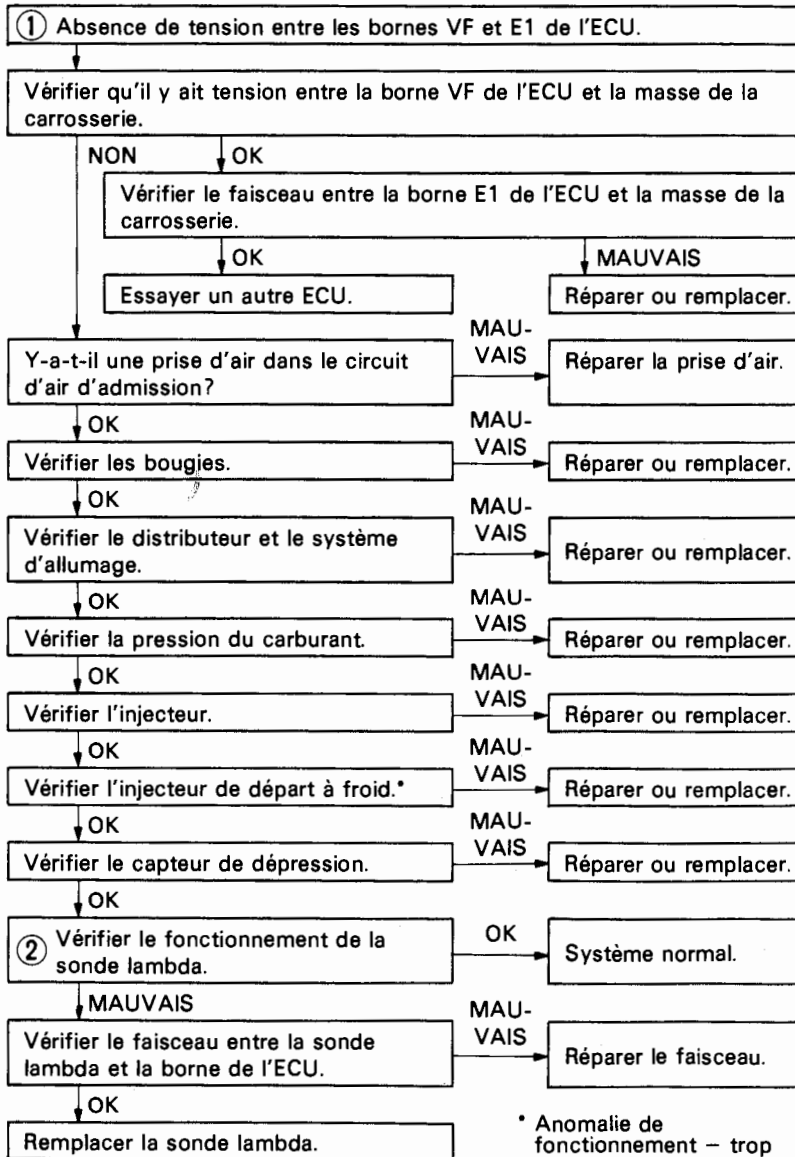 ① Absence de tension entre les bornes VF et E1 de l'ECU.
Vérifier qu'il y ait tension entre la borne VF de l'ECU et la masse de la
carrosserie.
NON
OK
Vérifier le faisceau entre la borne E1 de l'ECU et la masse de la
carrosserie.
OK
MAUVAIS
Essayer un autre ECU.
Réparer ou remplacer.
Y-a-t-il une prise d'air dans le circuit
d'air d'admission?
MAU-
VAIS
Réparer la prise d'air.
OK
Vérifier les bougies.
MAU-
VAIS
Réparer ou remplacer.
OK
Vérifier le distributeur et le système
d'allumage.
MAU-
VAIS
Réparer ou remplacer.
OK
Vérifier la pression du carburant.
MAU-
VAIS
Réparer ou remplacer.
OK
Vérifier l'injecteur.
MAU-
VAIS
Réparer ou remplacer.
OK
Vérifier l'injecteur de départ à froid.*
MAU-
VAIS
Réparer ou remplacer.
OK
Vérifier le capteur de dépression.
MAU-
VAIS
Réparer ou remplacer.
OK
② Vérifier le fonctionnement de la
sonde lambda.
OK
Système normal.
MAUVAIS
Vérifier le faisceau entre la sonde
lambda et la borne de l'ECU.
MAU-
VAIS
Réparer le faisceau.
OK
Remplacer la sonde lambda.
* Anomalie de
fonctionnement – trop